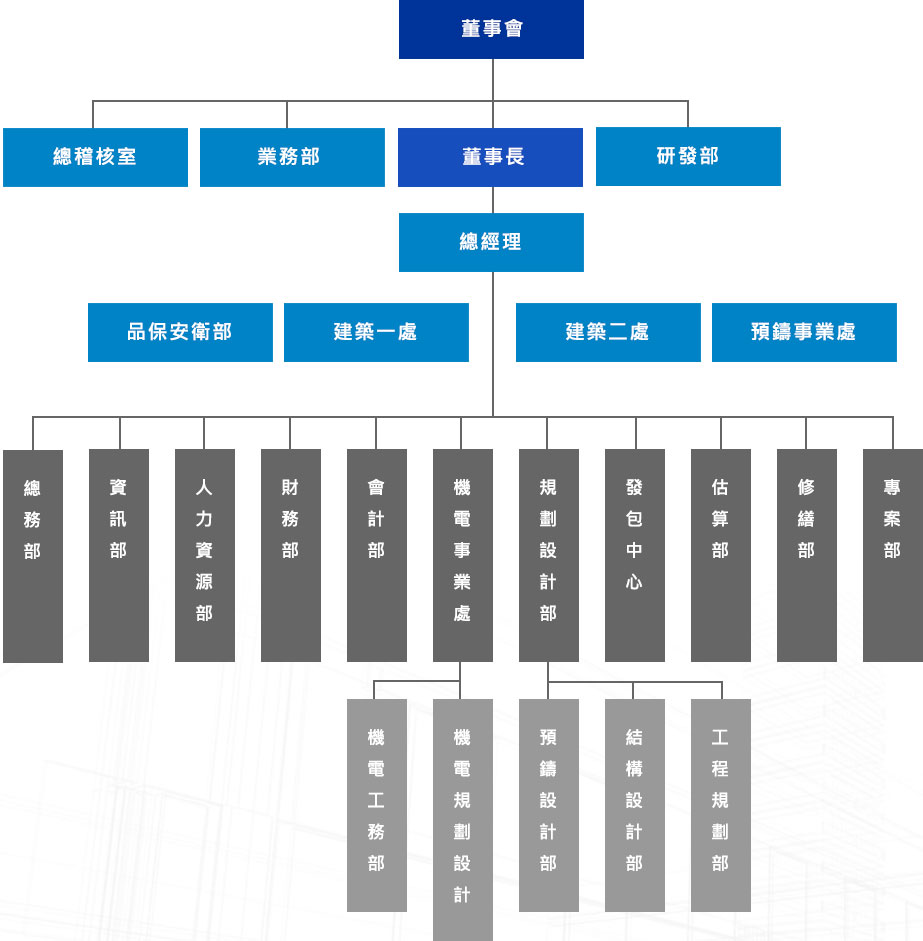 董事會
總稽核室
業務部
董事長
研發部
總經理
品保安衛部
建築一處
建築二處
預鑄事業處
總務部
資訊部
人力資源部
財務部
會計部
機電事業處
規劃設計部
發包中心
估算部
修繕部
專案部
機電工務部
機電規劃設計
預鑄設計部
結構設計部
工程規劃部